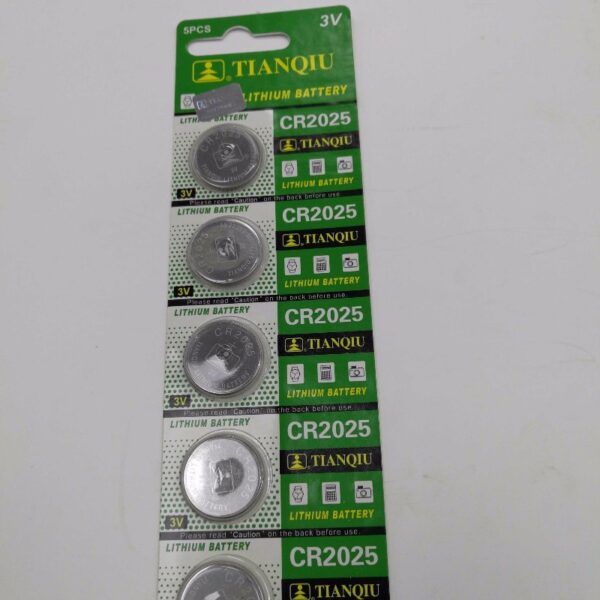 5PCS
3V
TIANQIU
LITHIUM BATTERY
LITHIUM BATTERY
CR2025
TIANQIU
LITHIUM BATTERY
3V
Please read "Caution" on the back before use.
LITHIUM BATTERY
CR2025
TIANQIU
LITHIUM BATTERY
3V
Please read "Caution" on the back before use.
LITHIUM BATTERY
CR2025
TIANQIU
LITHIUM BATTERY
3V
Please read "Caution" on the back before use.
LITHIUM BATTERY
CR2025
TIANQIU
LITHIUM BATTERY
3V
Please read "Caution" on the back before use.
LITHIUM BATTERY
CR2025
TIANQIU